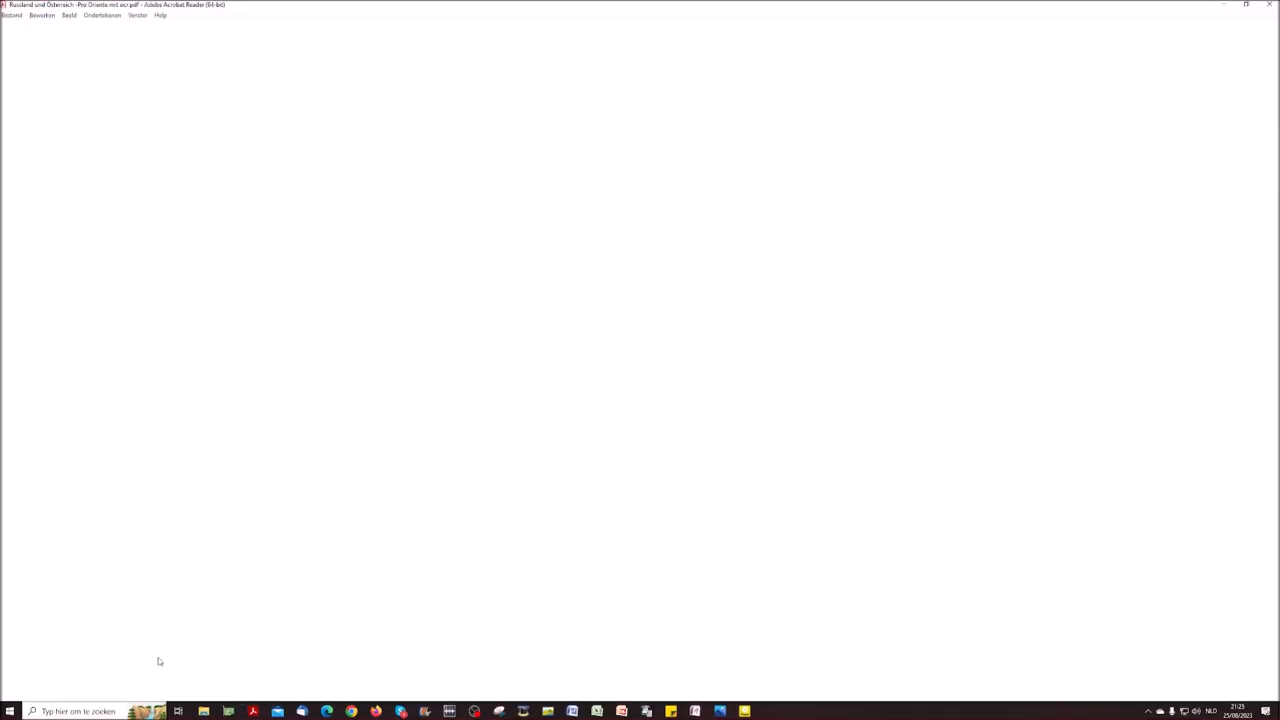 Russland und Österreich -Pro Oriente mit ocr.pdf - Adobe Acrobat Reader (64-bit)
Bestand Bewerken Beeld Ondertekenen Venster Help
Typ hier om te zoeken
NLD
21:25
25/08/2023